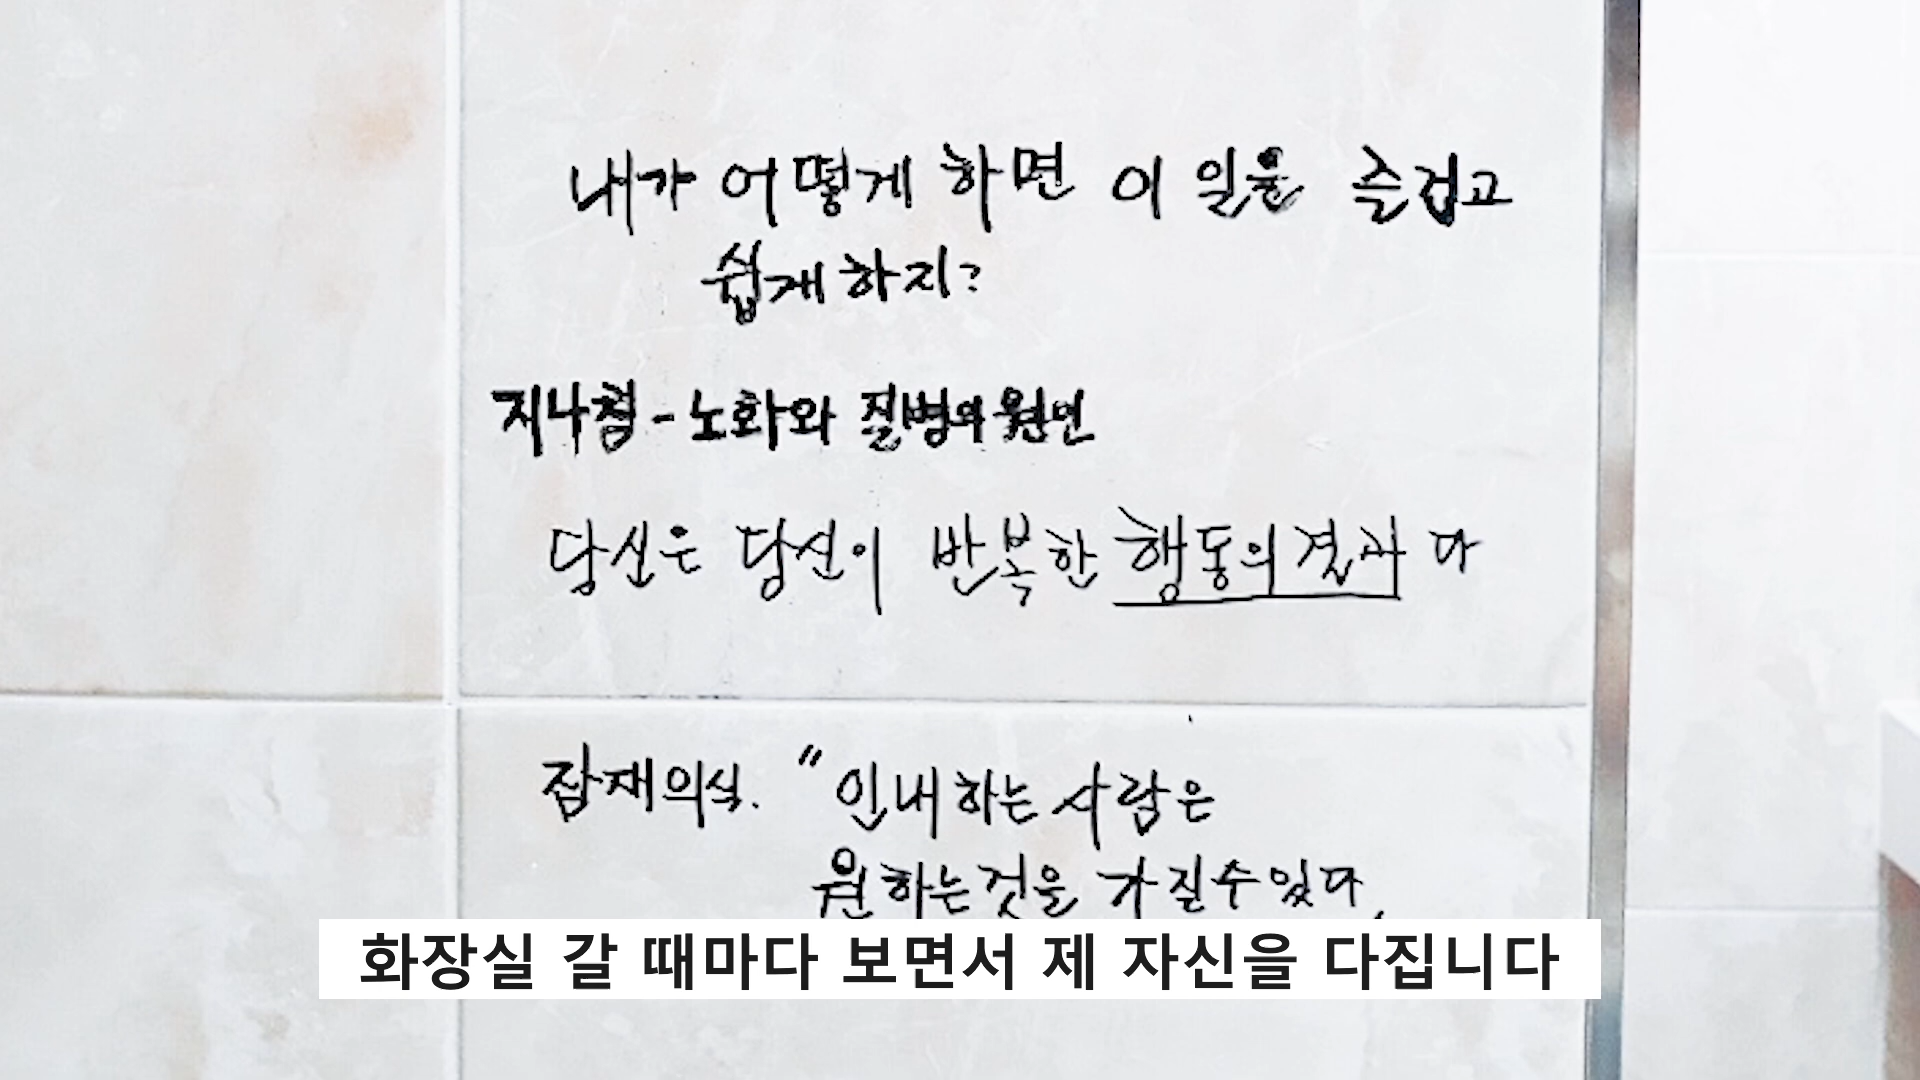 내가 어떻게 하면 이 일을 즐겁고
쉽게 하지?
지나침 - 노화와 질병의 원인
당신은 당신이 반복한 행동의 결과다
잠재의식. "인내하는 사람은
원하는것을 가질수있다.
화장실 갈 때마다 보면서 제 자신을 다집니다